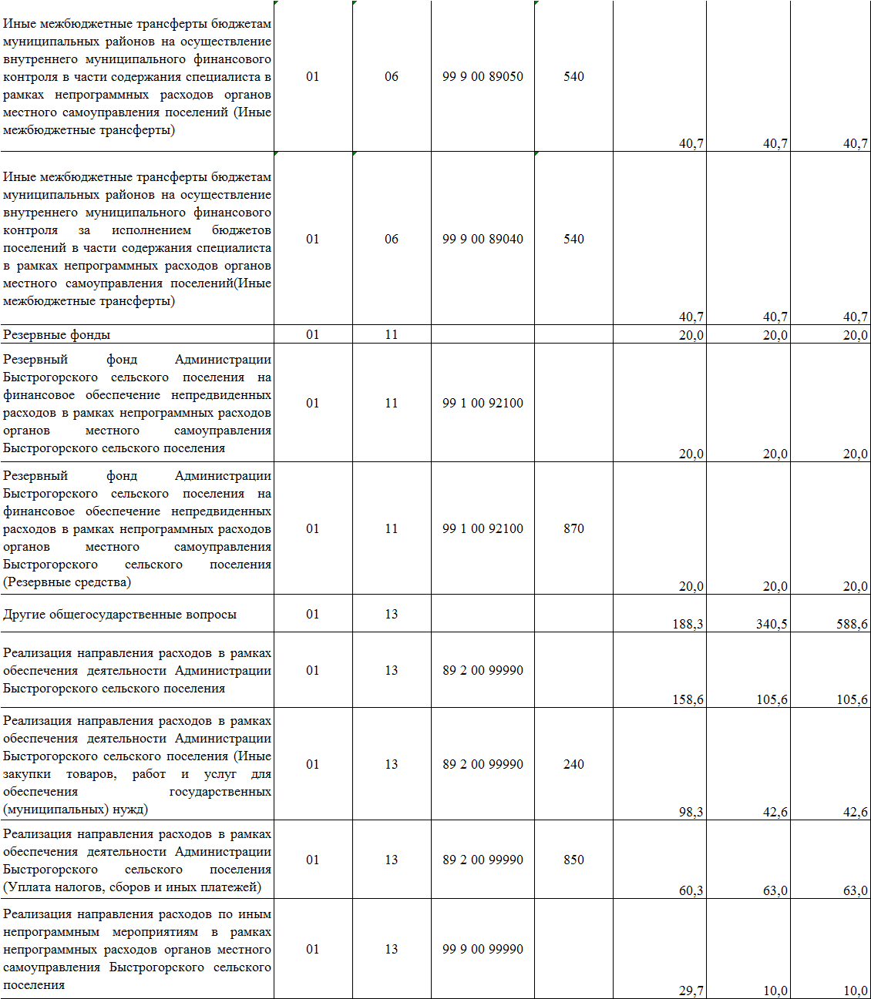 Иные межбюджетные трансферты бюджетам
муниципальных районов на осуществление
внутреннего муниципального финансового
контроля в части содержания специалиста в
рамках непрограммных расходов органов
местного самоуправления поселений (Иные
межбюджетные трансферты)
01 06 99 9 00 89050 540
40,7 40,7 40,7
Иные межбюджетные трансферты бюджетам
муниципальных районов на осуществление
внутреннего муниципального финансового
контроля за исполнением бюджетов
поселений в части содержания специалиста
в рамках непрограммных расходов органов
местного самоуправления поселений(Иные
межбюджетные трансферты)
01 06 99 9 00 89040 540
40,7 40,7 40,7
Резервные фонды 01 11 20,0 20,0 20,0
Резервный фонд Администрации
Быстрогорского сельского поселения на
финансовое обеспечение непредвиденных
расходов в рамках непрограммных расходов
органов местного самоуправления
Быстрогорского сельского поселения
01 11 99 1 00 92100
20,0 20,0 20,0
Резервный фонд Администрации
Быстрогорского сельского поселения на
финансовое обеспечение непредвиденных
расходов в рамках непрограммных расходов
органов местного самоуправления
Быстрогорского сельского поселения
(Резервные средства)
01 11 99 1 00 92100 870
20,0 20,0 20,0
Другие общегосударственные вопросы 01 13
188,3 340,5 588,6
Реализация направления расходов в рамках
обеспечения деятельности Администрации
Быстрогорского сельского поселения
01 13 89 2 00 99990
158,6 105,6 105,6
Реализация направления расходов в рамках
обеспечения деятельности Администрации
Быстрогорского сельского поселения (Иные
закупки товаров, работ и услуг для
обеспечения государственных
(муниципальных) нужд)
01 13 89 2 00 99990 240
98,3 42,6 42,6
Реализация направления расходов в рамках
обеспечения деятельности Администрации
Быстрогорского сельского поселения
(Уплата налогов, сборов и иных платежей)
01 13 89 2 00 99990 850
60,3 63,0 63,0
Реализация направления расходов по иным
непрограммным мероприятиям в рамках
непрограммных расходов органов местного
самоуправления Быстрогорского сельского
поселения
01 13 99 9 00 99990
29,7 10,0 10,0